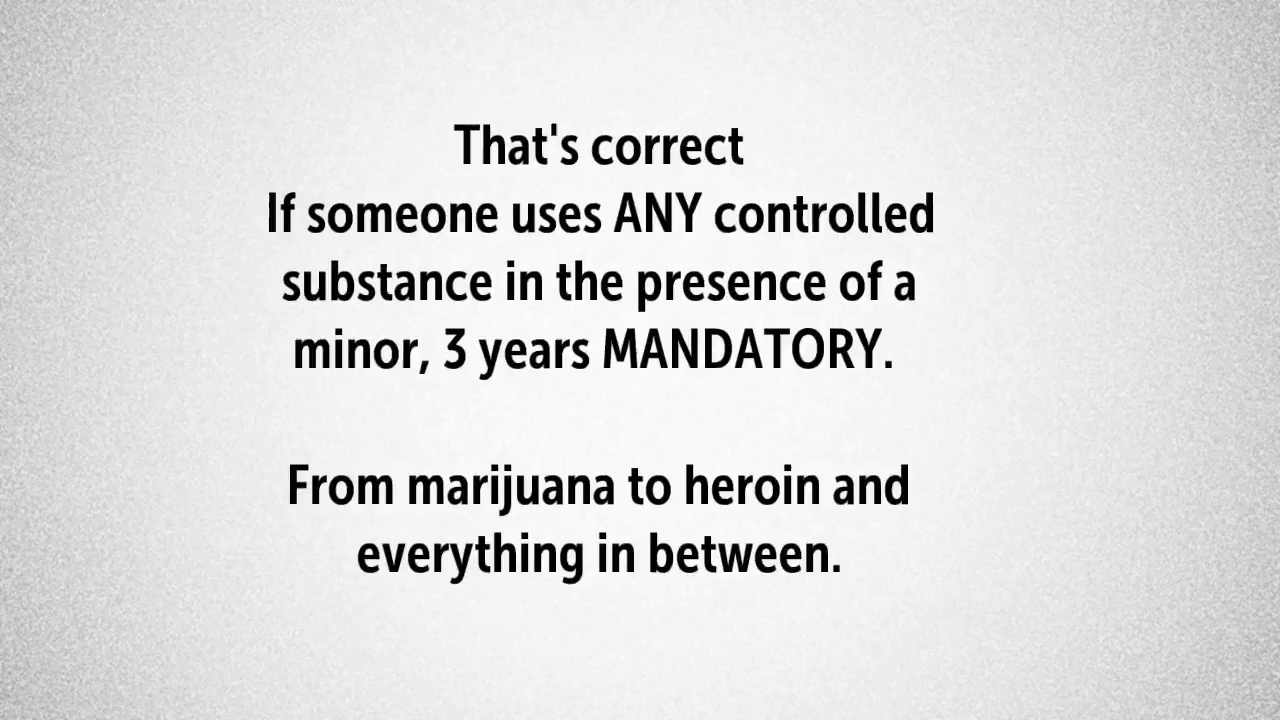 That's correct
If someone uses ANY controlled
substance in the presence of a
minor, 3 years MANDATORY.
From marijuana to heroin and
everything in between.